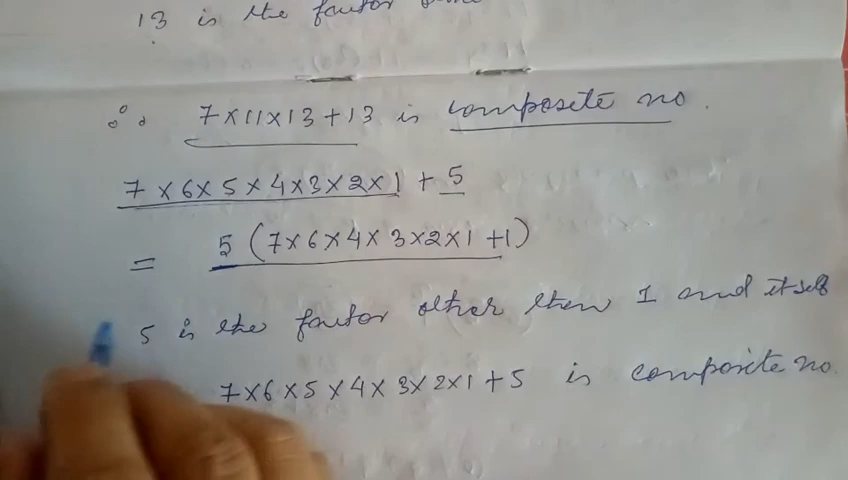 13 is the factor
∴ 7×11×13+13 is composite no.
7×6×5×4×3×2×1 + 5
= 5 (7×6×4×3×2×1+1)
5 is the factor other then 1 and itself
7×6×5×4×3×2×1+5 is composite no.